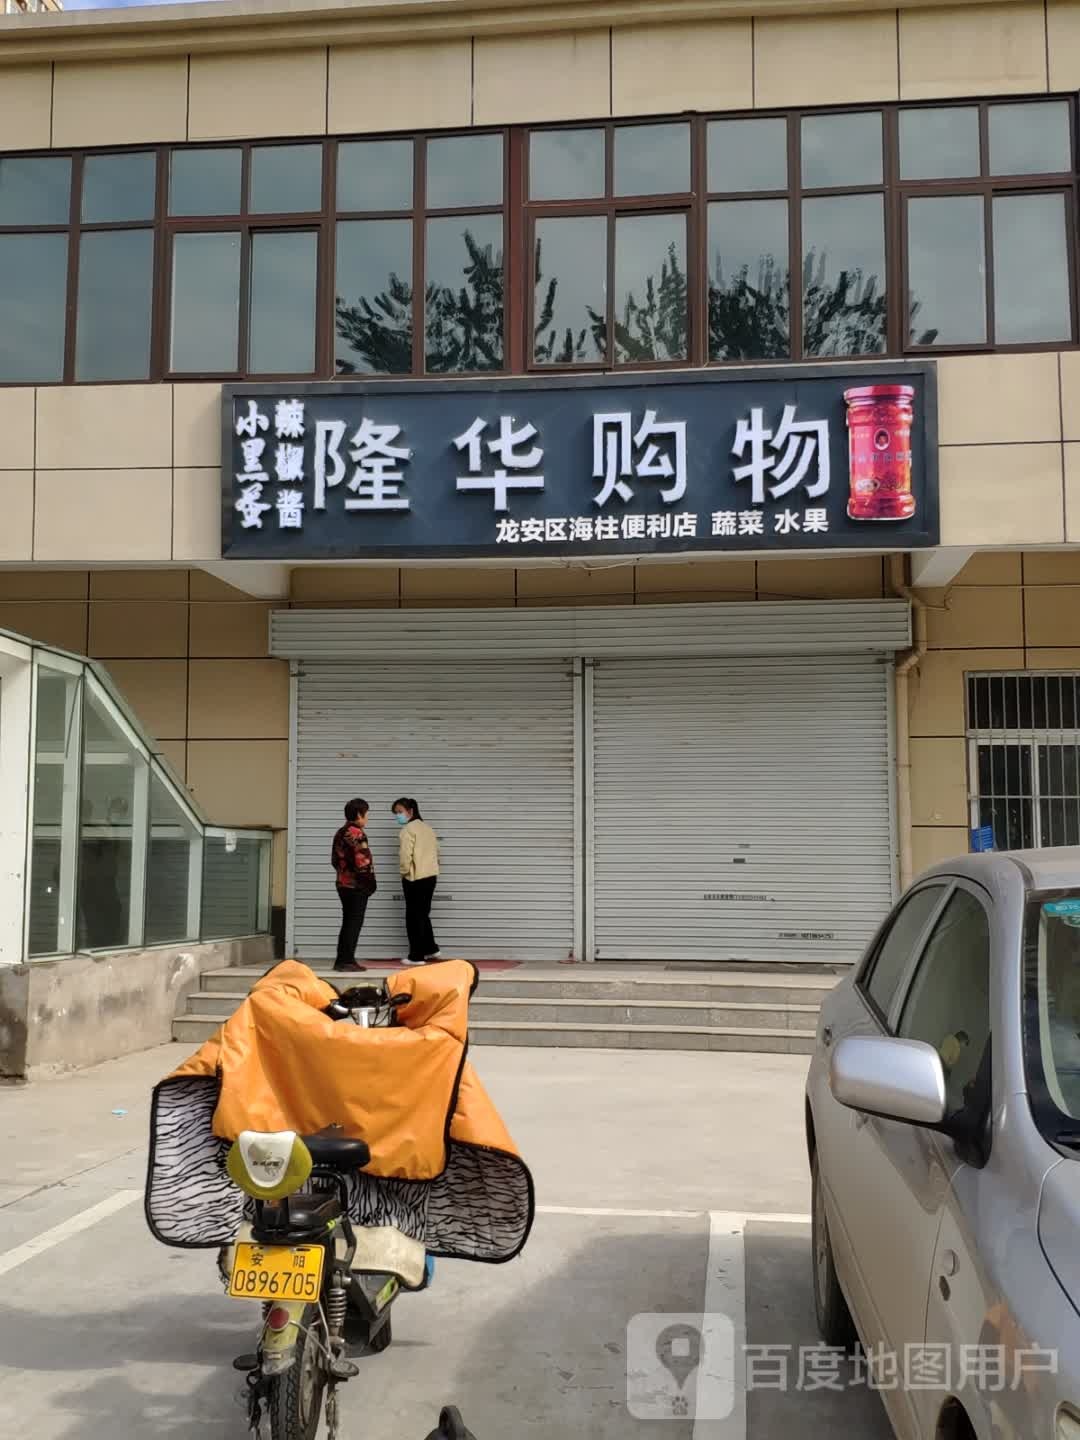 小黑蛋
辣椒酱
隆华购物
龙安区海柱便利店 蔬菜 水果
安 阳
0896705
百度地图用户